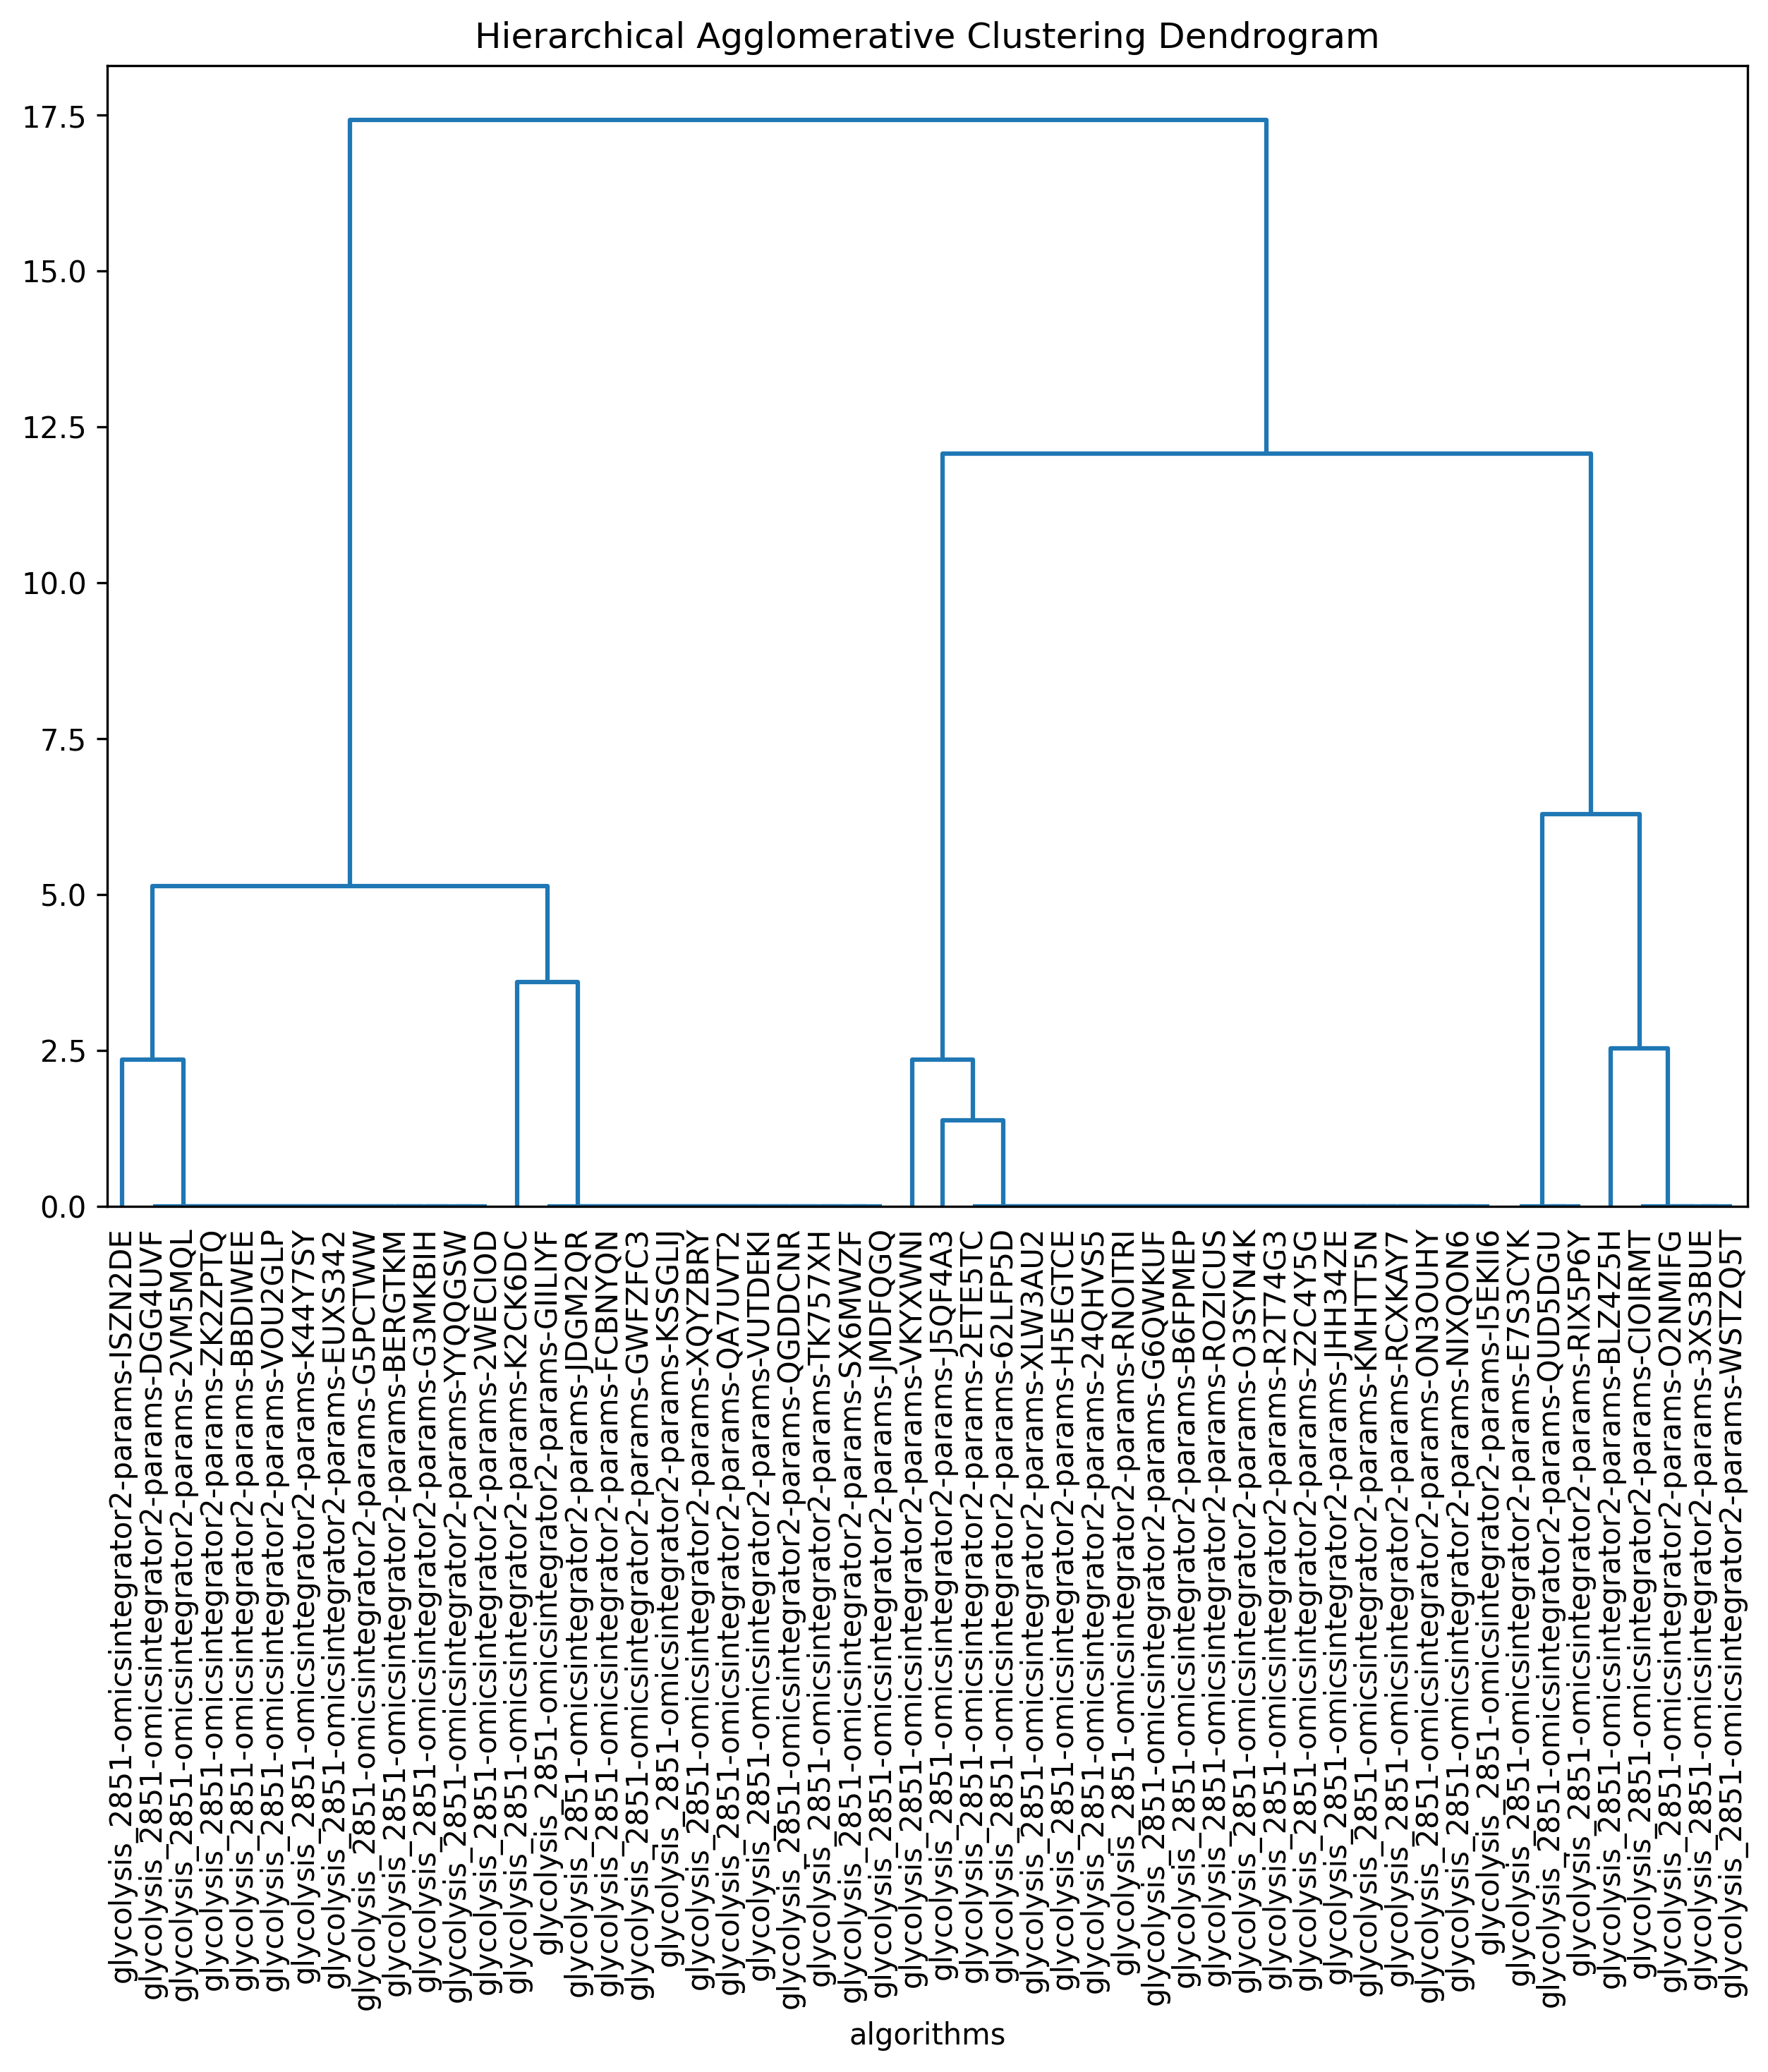 Hierarchical Agglomerative Clustering Dendrogram
17.5
15.0
12.5
10.0
7.5
5.0
2.5
0.0
glycolysis_2851-omicsintegrator2-params-ISZN2DE
glycolysis_2851-omicsintegrator2-params-DGG4UVF
glycolysis_2851-omicsintegrator2-params-2VM5MQL
glycolysis_2851-omicsintegrator2-params-ZK2ZPTQ
glycolysis_2851-omicsintegrator2-params-BBDIWEE
glycolysis_2851-omicsintegrator2-params-VOU2GLP
glycolysis_2851-omicsintegrator2-params-K44Y7SY
glycolysis_2851-omicsintegrator2-params-EUXS342
glycolysis_2851-omicsintegrator2-params-G5PCTWW
glycolysis_2851-omicsintegrator2-params-BERGTKM
glycolysis_2851-omicsintegrator2-params-G3MKBIH
glycolysis_2851-omicsintegrator2-params-YYQQGSW
glycolysis_2851-omicsintegrator2-params-2WECIOD
glycolysis_2851-omicsintegrator2-params-K2CK6DC
glycolysis_2851-omicsintegrator2-params-GIILIYF
glycolysis_2851-omicsintegrator2-params-JDGM2QR
glycolysis_2851-omicsintegrator2-params-FCBNYQN
glycolysis_2851-omicsintegrator2-params-GWFZFC3
glycolysis_2851-omicsintegrator2-params-KSSGLIJ
glycolysis_2851-omicsintegrator2-params-XQYZBRY
glycolysis_2851-omicsintegrator2-params-QA7UVT2
glycolysis_2851-omicsintegrator2-params-VUTDEKI
glycolysis_2851-omicsintegrator2-params-QGDDCNR
glycolysis_2851-omicsintegrator2-params-TK757XH
glycolysis_2851-omicsintegrator2-params-SX6MWZF
glycolysis_2851-omicsintegrator2-params-JMDFQGQ
glycolysis_2851-omicsintegrator2-params-VKYXWNI
glycolysis_2851-omicsintegrator2-params-J5QF4A3
glycolysis_2851-omicsintegrator2-params-2ETE5TC
glycolysis_2851-omicsintegrator2-params-62LFP5D
glycolysis_2851-omicsintegrator2-params-XLW3AU2
glycolysis_2851-omicsintegrator2-params-H5EGTCE
glycolysis_2851-omicsintegrator2-params-24QHVS5
glycolysis_2851-omicsintegrator2-params-RNOITRI
glycolysis_2851-omicsintegrator2-params-G6QWKUF
glycolysis_2851-omicsintegrator2-params-B6FPMEP
glycolysis_2851-omicsintegrator2-params-ROZICUS
glycolysis_2851-omicsintegrator2-params-O3SYN4K
glycolysis_2851-omicsintegrator2-params-R2T74G3
glycolysis_2851-omicsintegrator2-params-Z2C4Y5G
glycolysis_2851-omicsintegrator2-params-JHH34ZE
glycolysis_2851-omicsintegrator2-params-KMHTT5N
glycolysis_2851-omicsintegrator2-params-RCXKAY7
glycolysis_2851-omicsintegrator2-params-ON3OUHY
glycolysis_2851-omicsintegrator2-params-NIXQON6
glycolysis_2851-omicsintegrator2-params-I5EKII6
glycolysis_2851-omicsintegrator2-params-E7S3CYK
glycolysis_2851-omicsintegrator2-params-QUD5DGU
glycolysis_2851-omicsintegrator2-params-RIX5P6Y
glycolysis_2851-omicsintegrator2-params-BLZ4Z5H
glycolysis_2851-omicsintegrator2-params-CIOIRMT
glycolysis_2851-omicsintegrator2-params-O2NMIFG
glycolysis_2851-omicsintegrator2-params-3XS3BUE
glycolysis_2851-omicsintegrator2-params-WSTZQ5T
algorithms